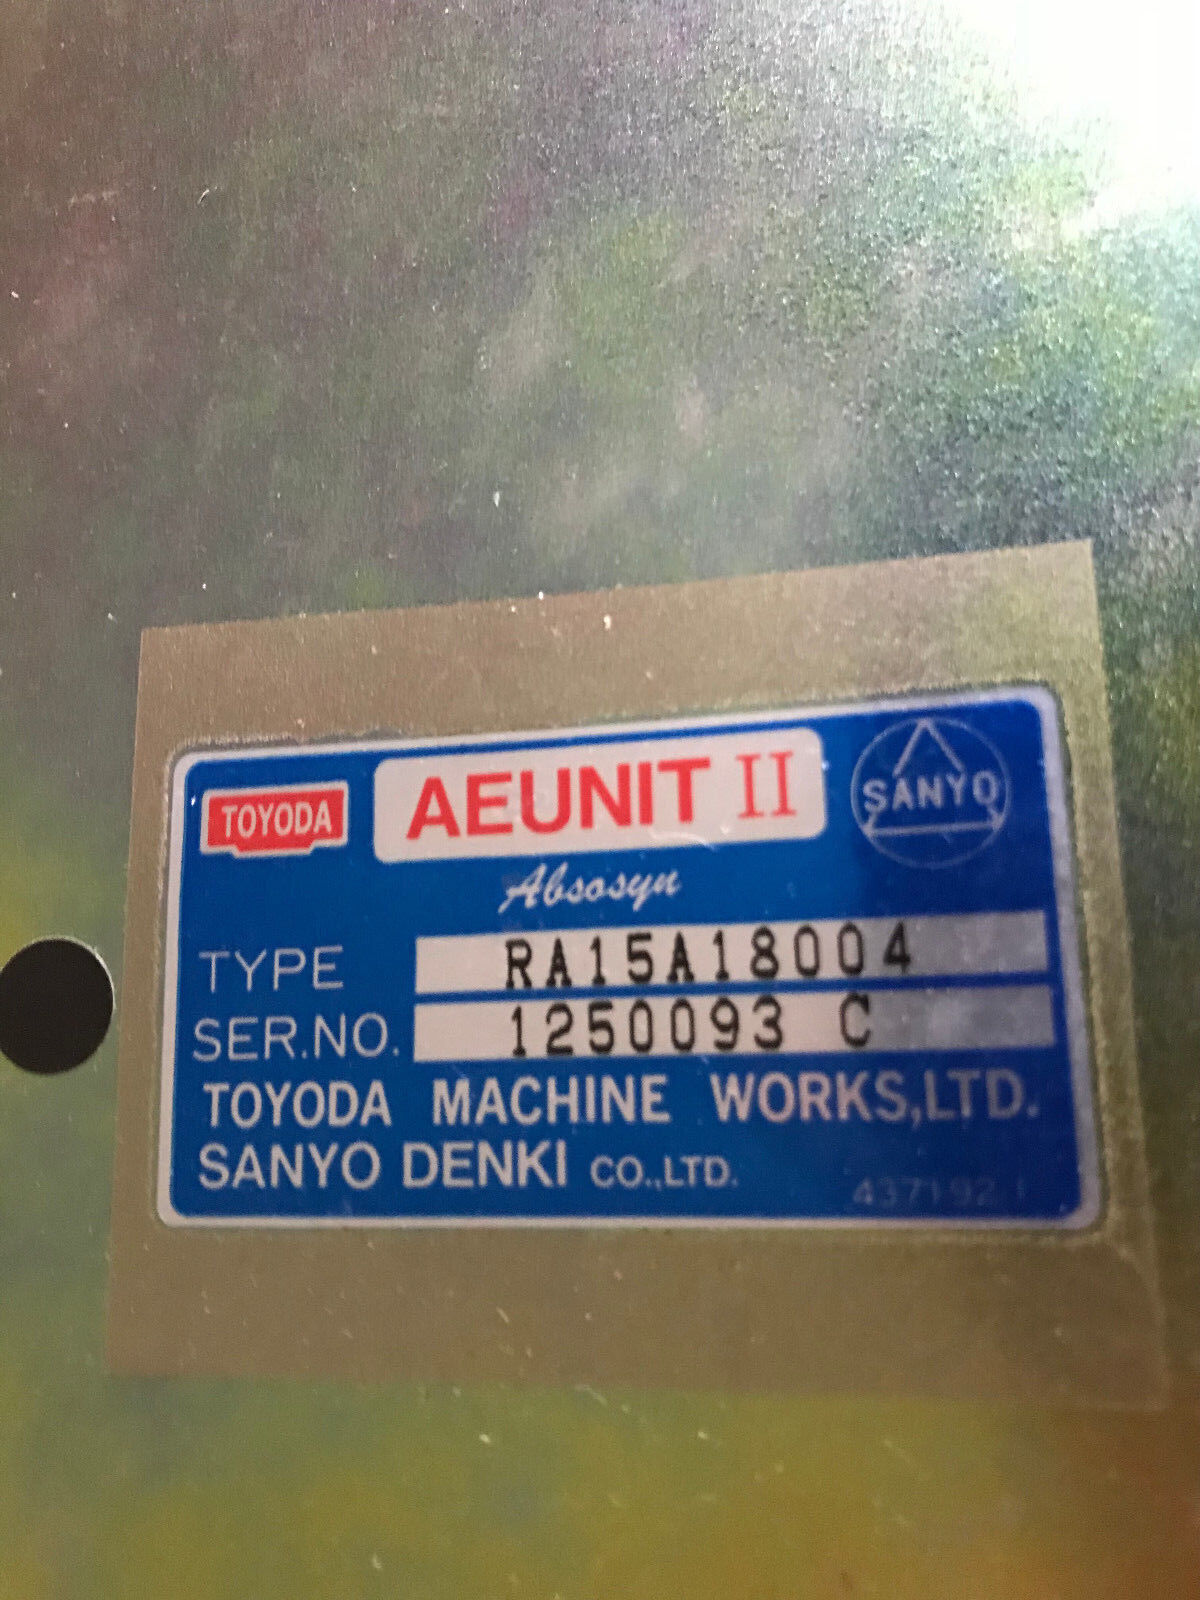 TOYODA AEUNIT II SANYO
Absosyn
TYPE RA15A18004
SER.NO. 1250093 C
TOYODA MACHINE WORKS,LTD.
SANYO DENKI CO.,LTD.